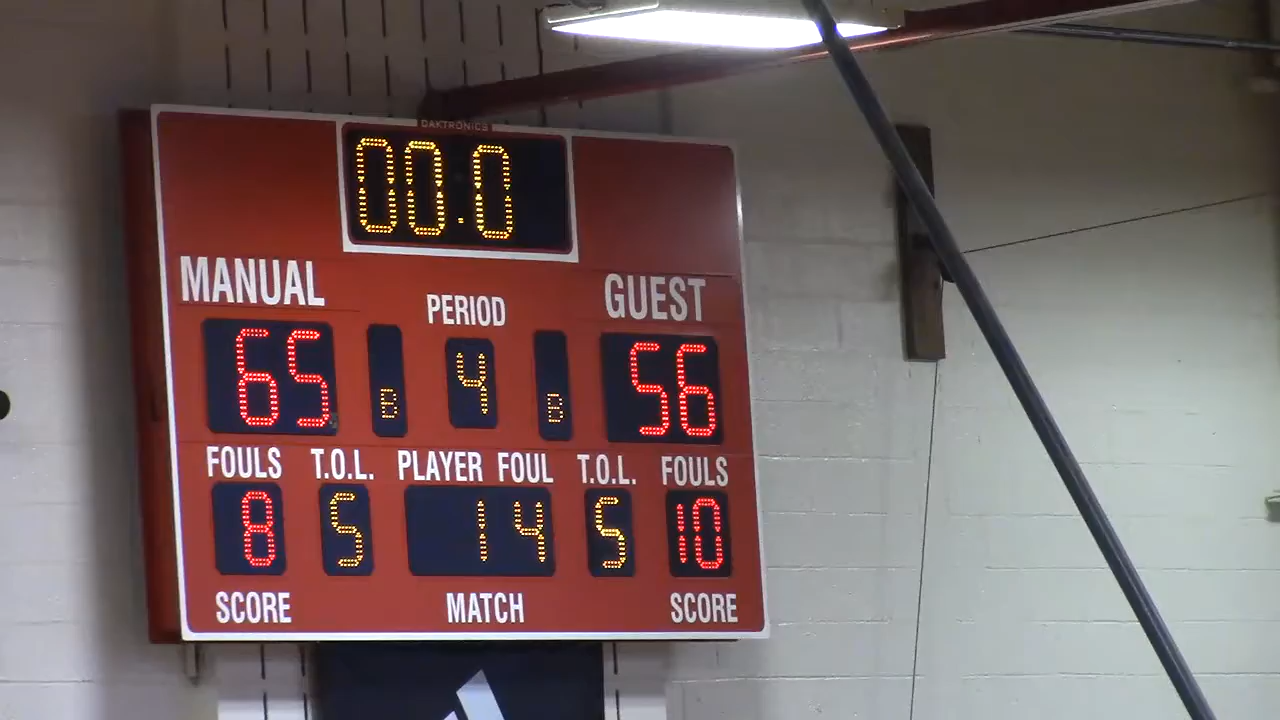 DAKTRONICS
00.0
MANUAL PERIOD GUEST
65 B 4 B 56
FOULS T.O.L. PLAYER FOUL T.O.L. FOULS
8 5 14 5 10
SCORE MATCH SCORE